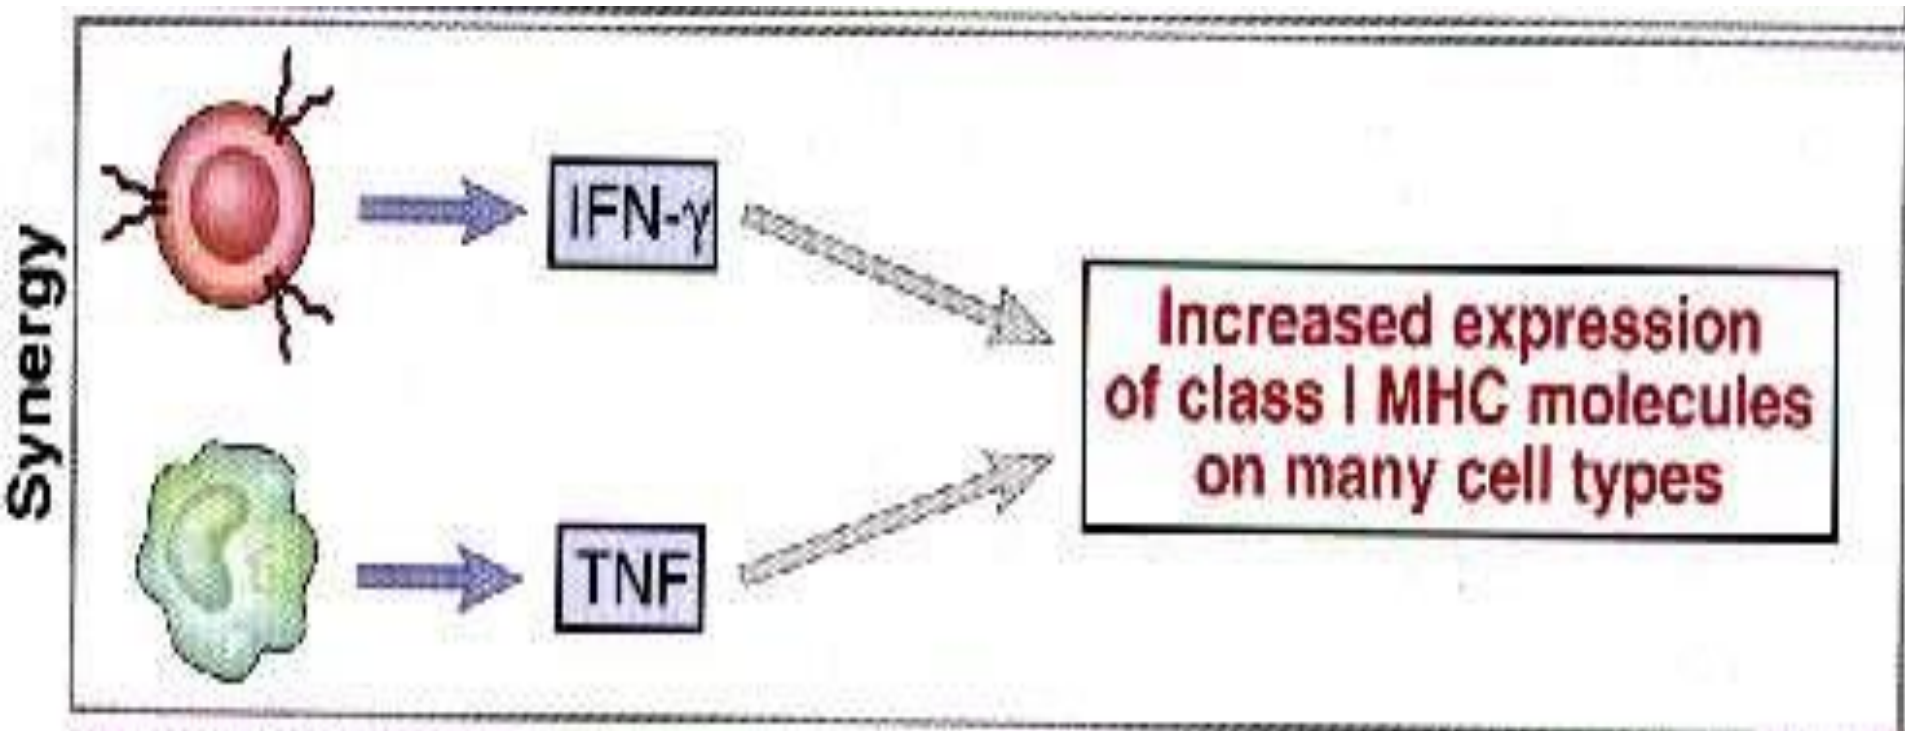 Synergy
IFN-γ
TNF
Increased expression
of class I MHC molecules
on many cell types